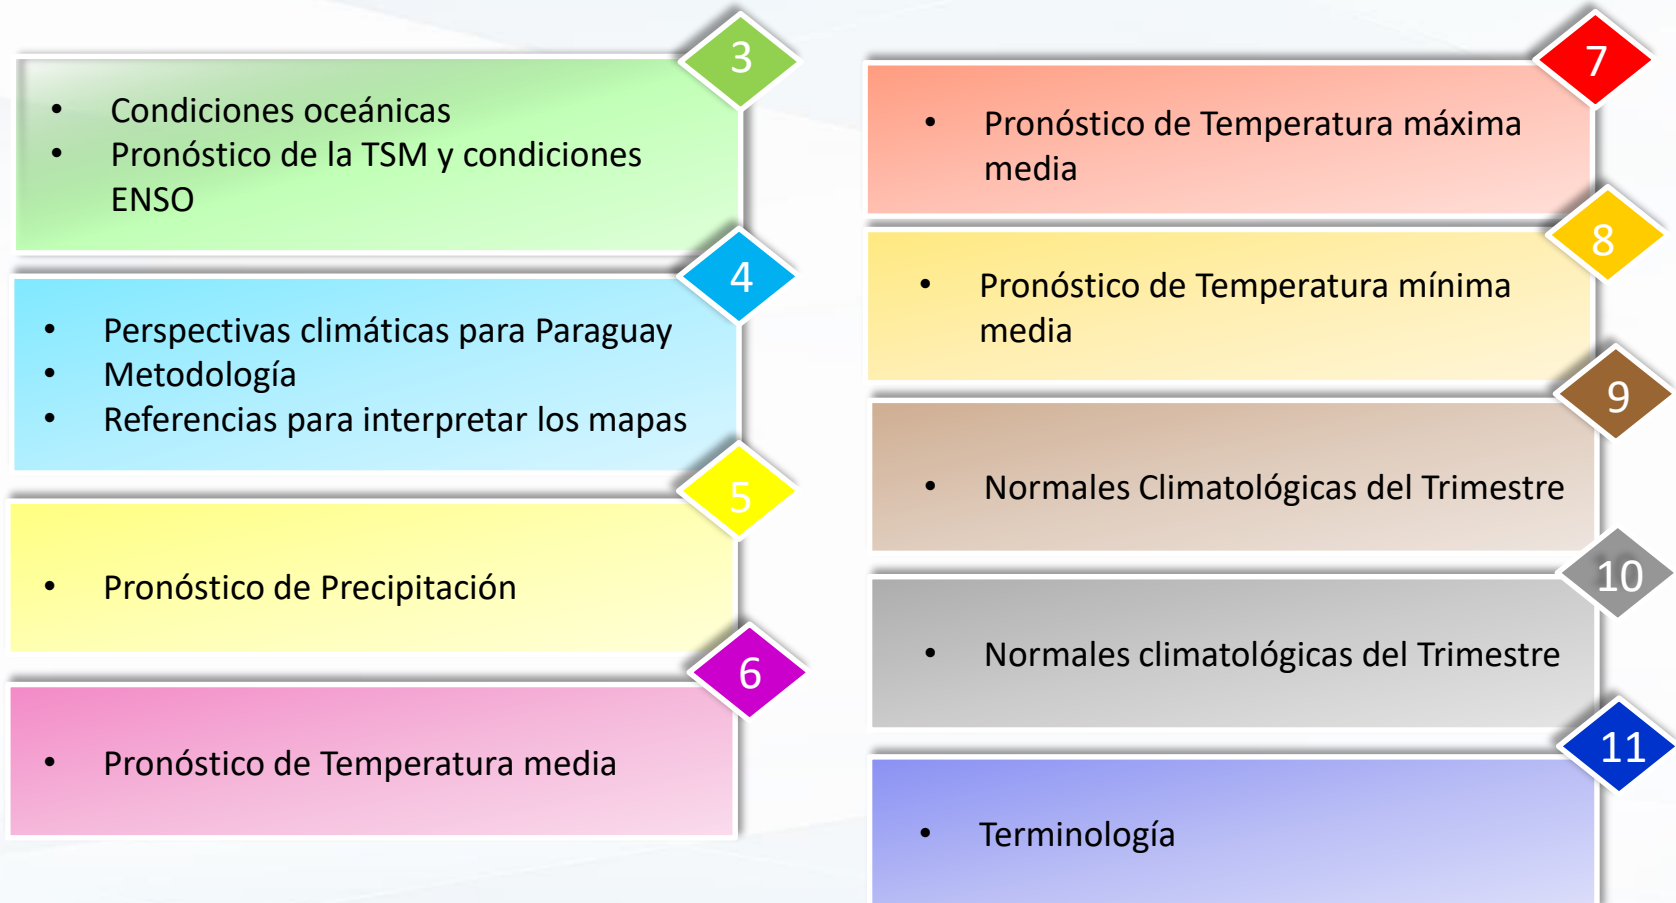 3
• Condiciones oceánicas
• Pronóstico de la TSM y condiciones
ENSO
4
• Perspectivas climáticas para Paraguay
• Metodología
• Referencias para interpretar los mapas
5
• Pronóstico de Precipitación
6
• Pronóstico de Temperatura media
7
• Pronóstico de Temperatura máxima
media
8
• Pronóstico de Temperatura mínima
media
9
• Normales Climatológicas del Trimestre
10
• Normales climatológicas del Trimestre
11
• Terminología